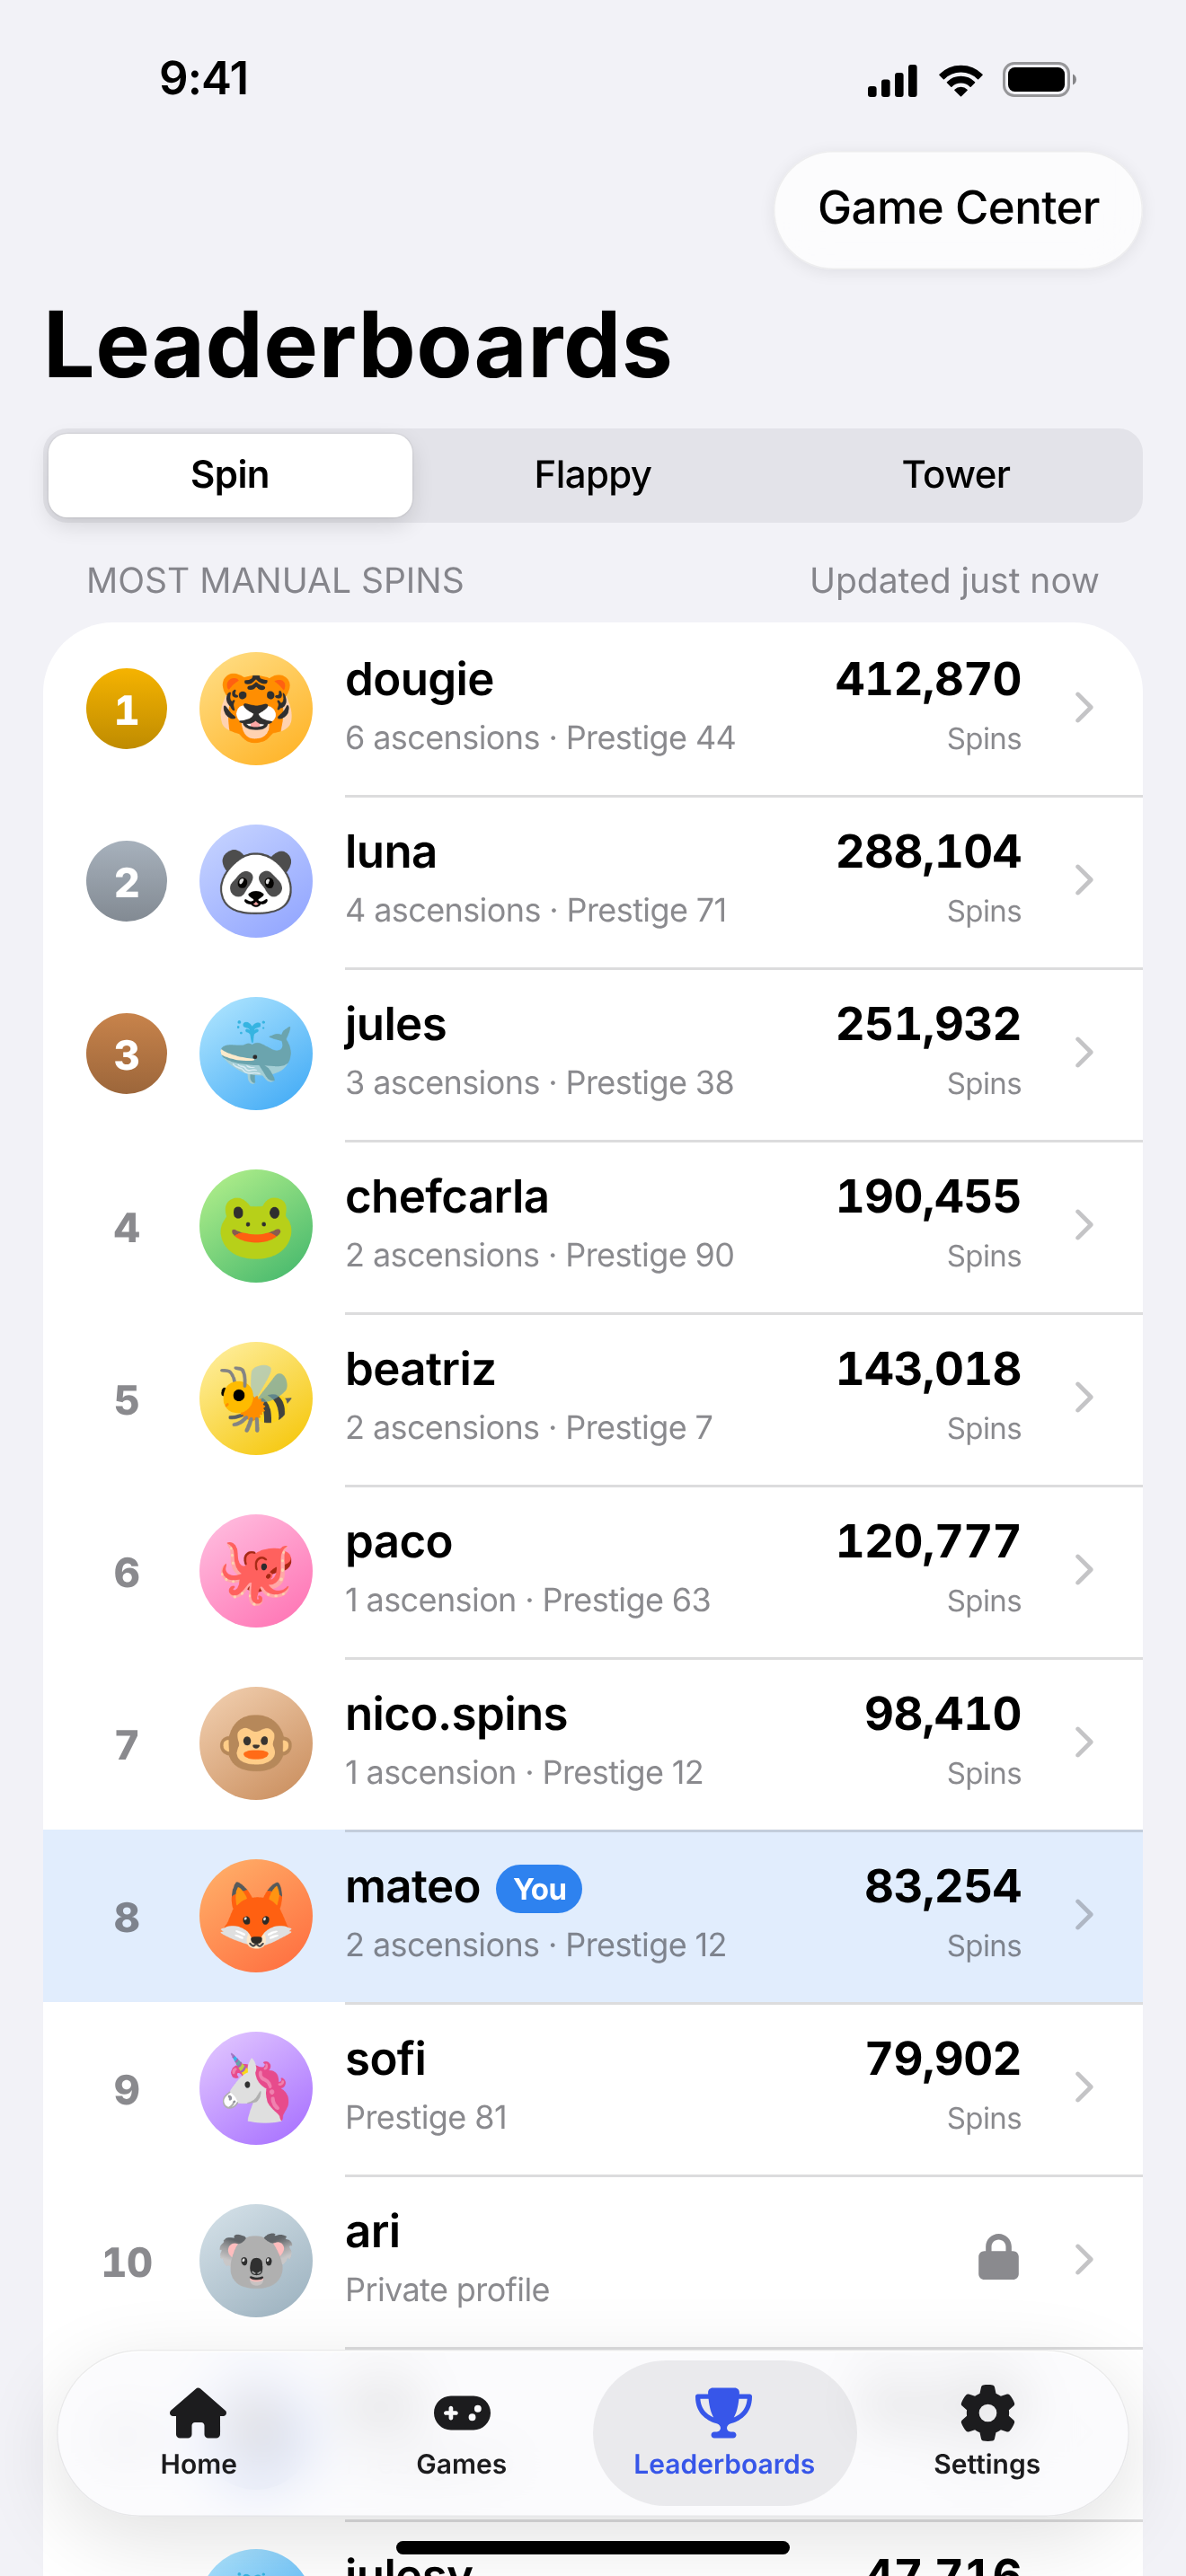 9:41
Game Center
Leaderboards
Spin Flappy Tower
MOST MANUAL SPINS Updated just now
1 dougie 412,870
6 ascensions · Prestige 44 Spins
2 luna 288,104
4 ascensions · Prestige 71 Spins
3 jules 251,932
3 ascensions · Prestige 38 Spins
4 chefcarla 190,455
2 ascensions · Prestige 90 Spins
5 beatriz 143,018
2 ascensions · Prestige 7 Spins
6 paco 120,777
1 ascension · Prestige 63 Spins
7 nico.spins 98,410
1 ascension · Prestige 12 Spins
8 mateo You 83,254
2 ascensions · Prestige 12 Spins
9 sofi 79,902
Prestige 81 Spins
10 ari
Private profile
Home Games Leaderboards Settings